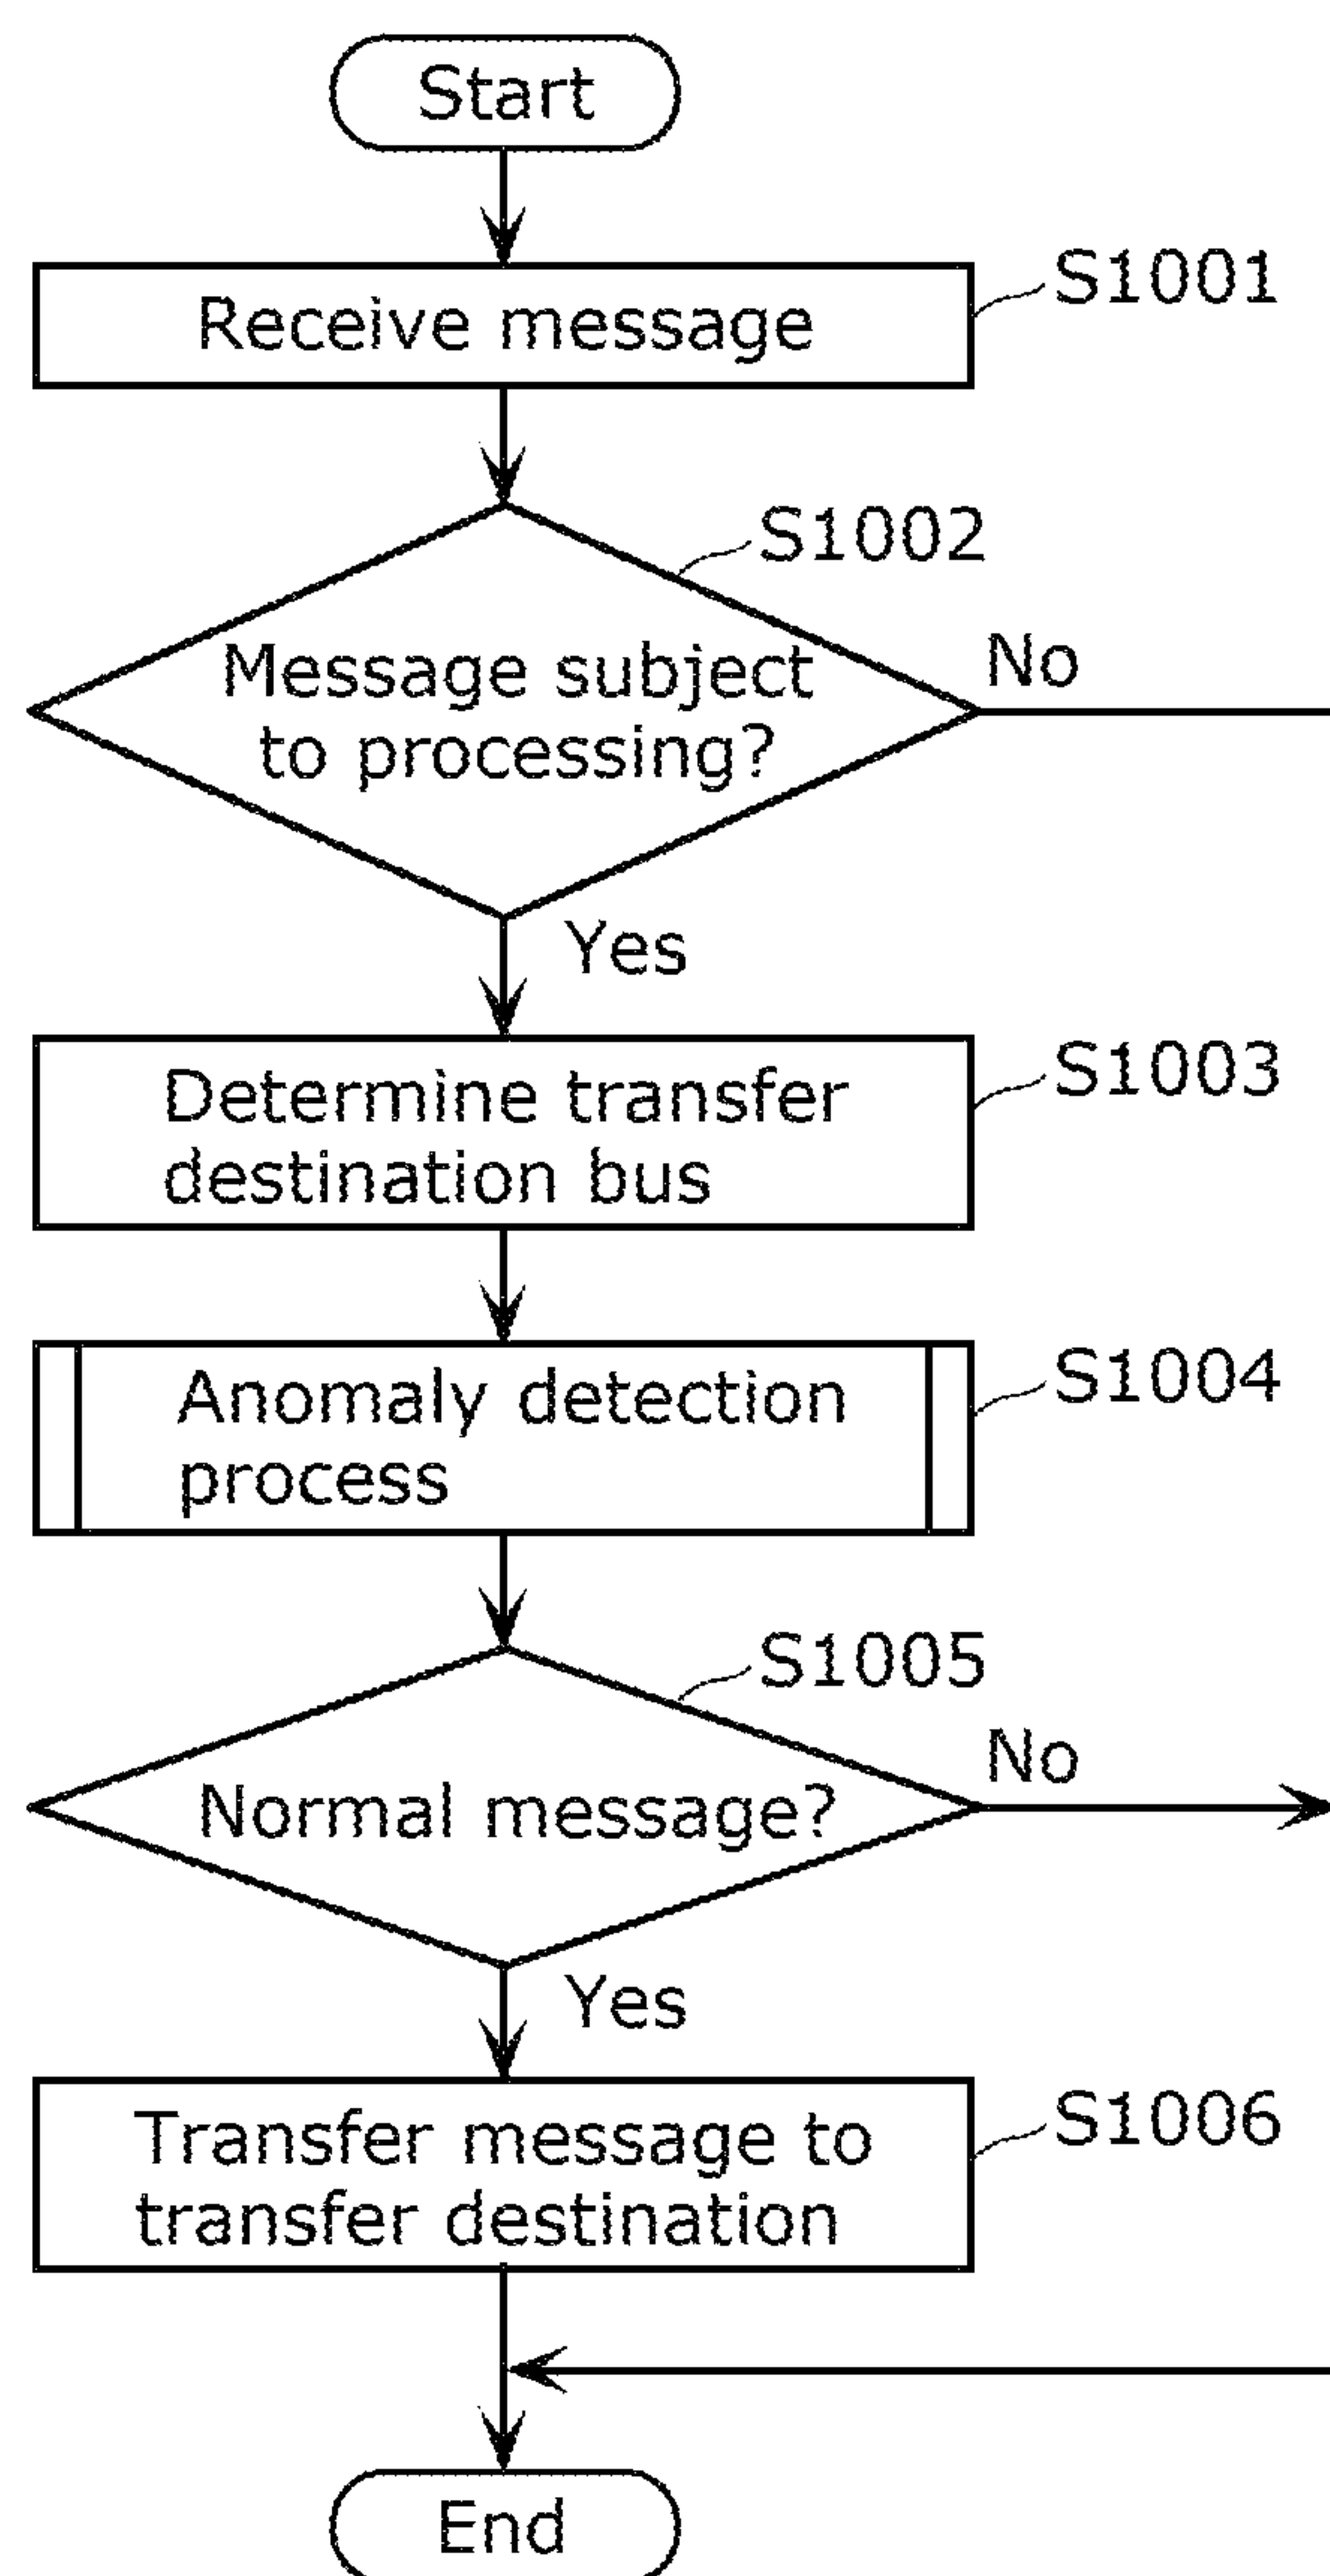 Start
Receive message
S1001
S1002
Message subject
to processing?
No
Yes
Determine transfer
destination bus
S1003
Anomaly detection
process
S1004
S1005
Normal message?
No
Yes
Transfer message to
transfer destination
S1006
End